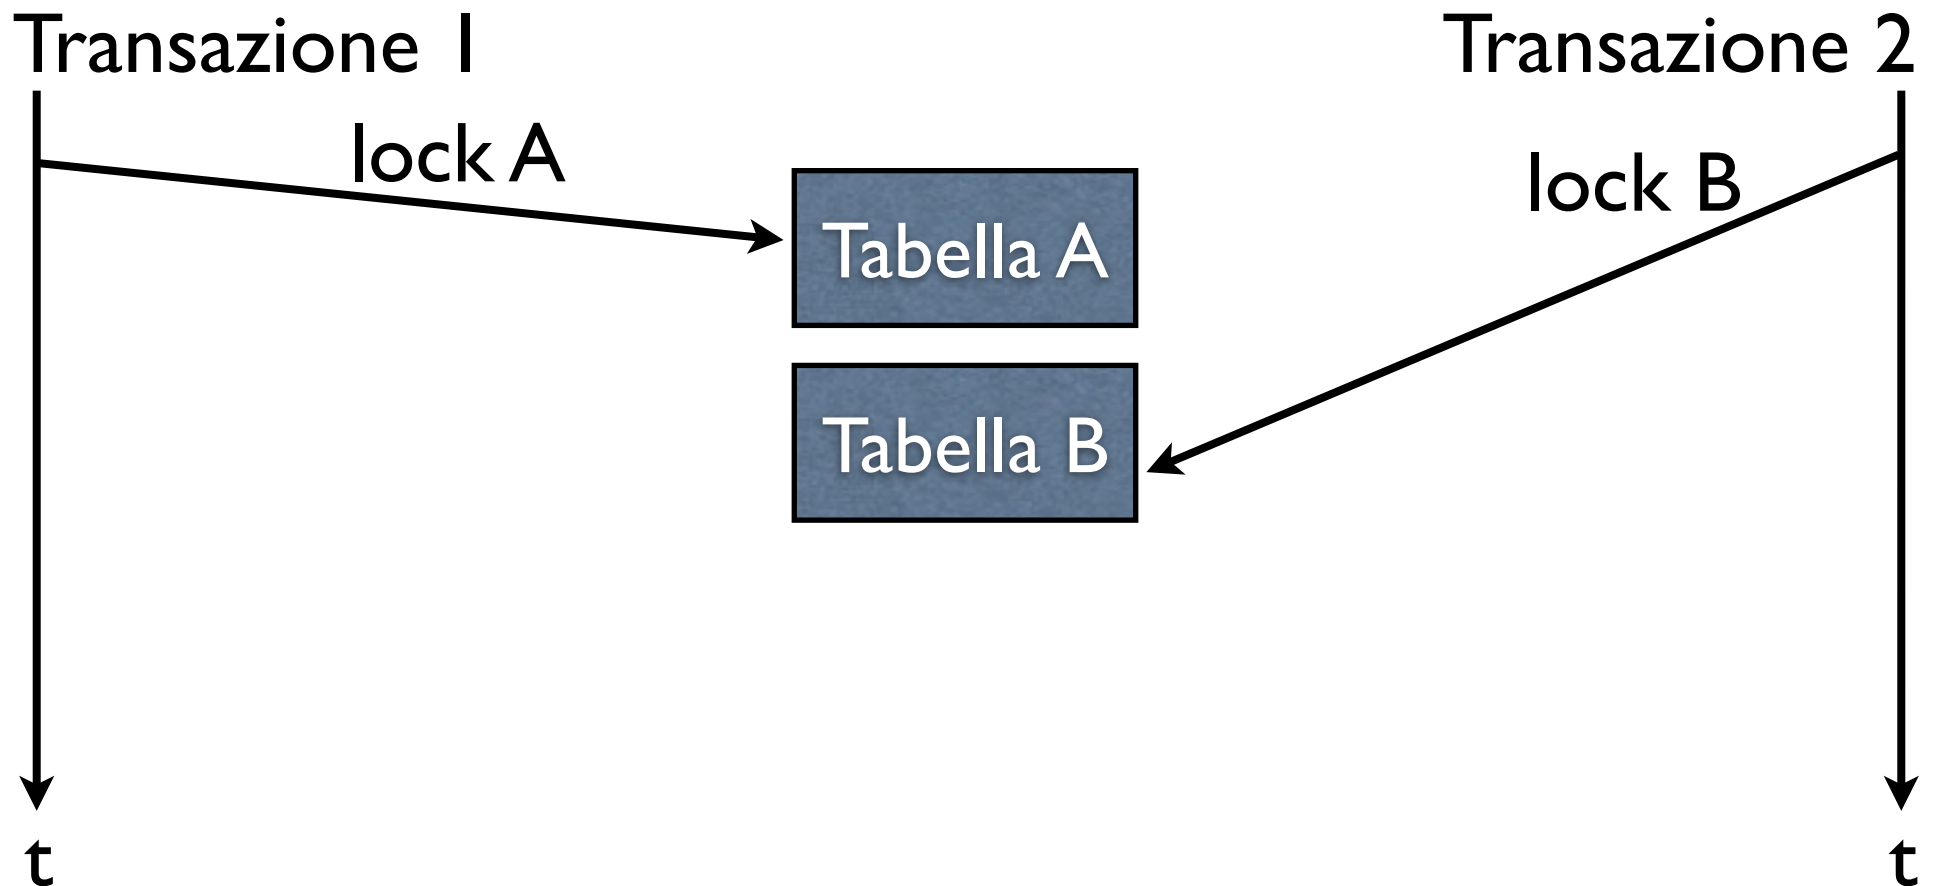 Transazione 1
Transazione 2
lock A
lock B
Tabella A
Tabella B
t
t